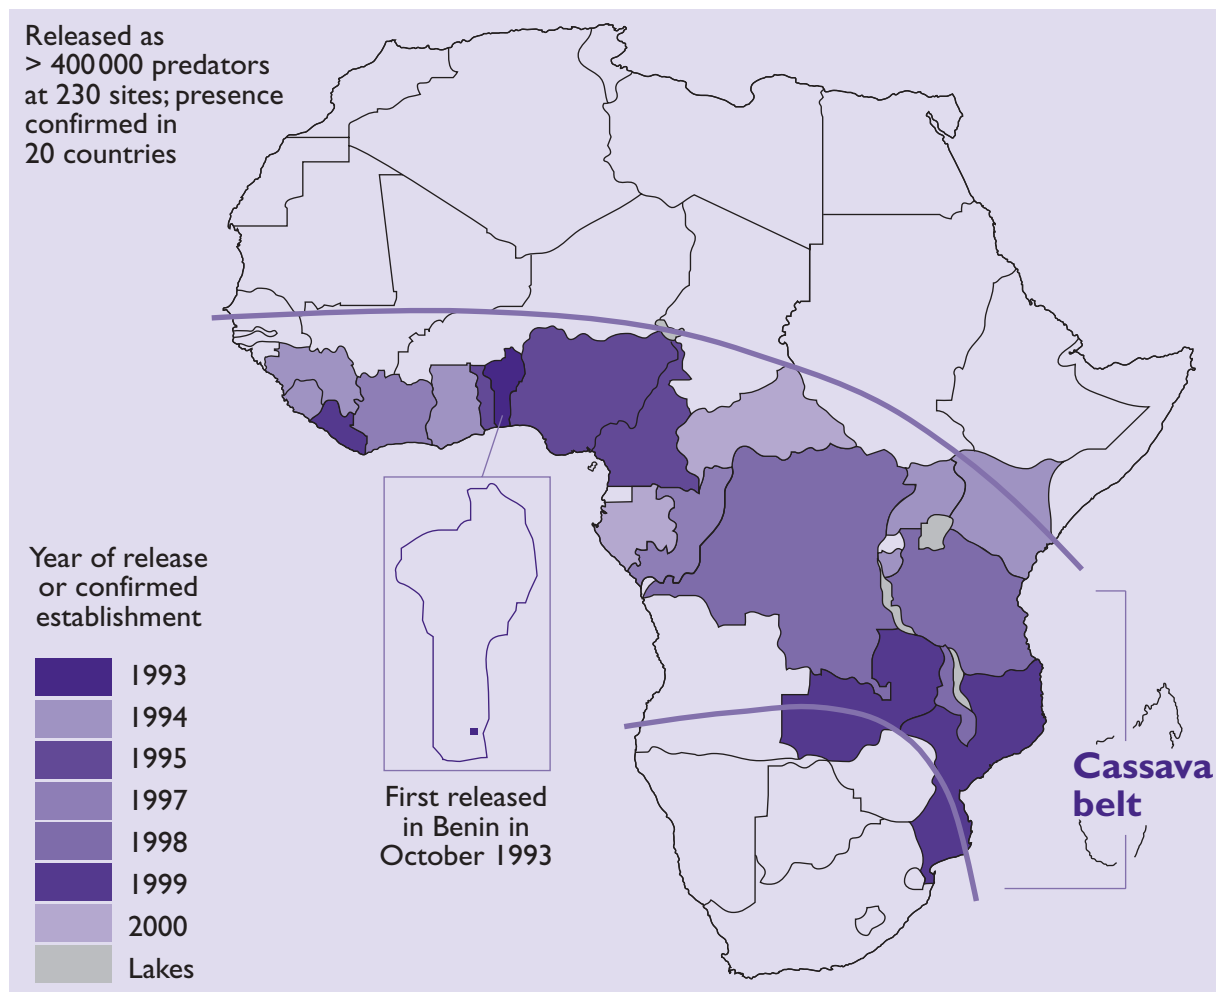 Released as
> 400 000 predators
at 230 sites; presence
confirmed in
20 countries
Year of release
or confirmed
establishment
1993
1994
1995
1997
1998
1999
2000
Lakes
First released
in Benin in
October 1993
Cassava
belt